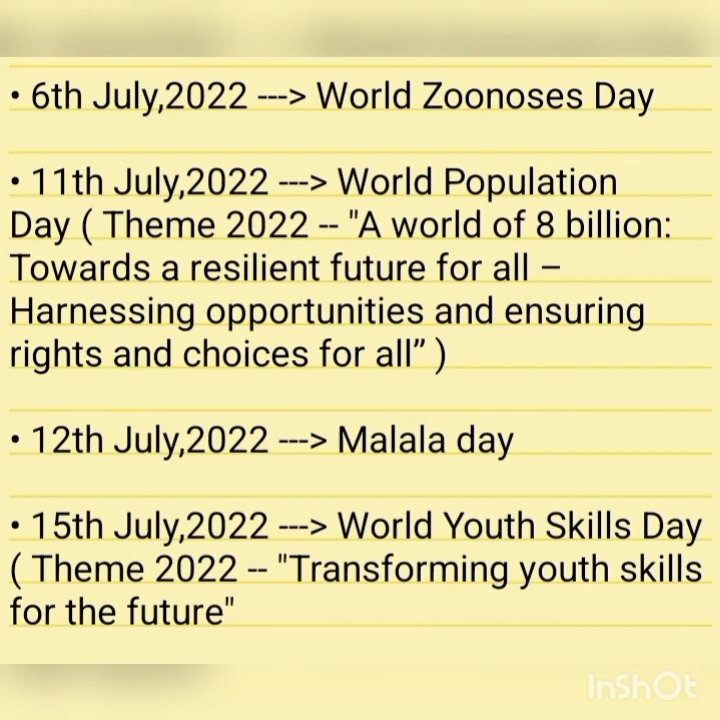 • 6th July,2022 ---> World Zoonoses Day
• 11th July,2022 ---> World Population
Day ( Theme 2022 -- "A world of 8 billion:
Towards a resilient future for all –
Harnessing opportunities and ensuring
rights and choices for all” )
• 12th July,2022 ---> Malala day
• 15th July,2022 ---> World Youth Skills Day
( Theme 2022 -- "Transforming youth skills
for the future"
InShOt